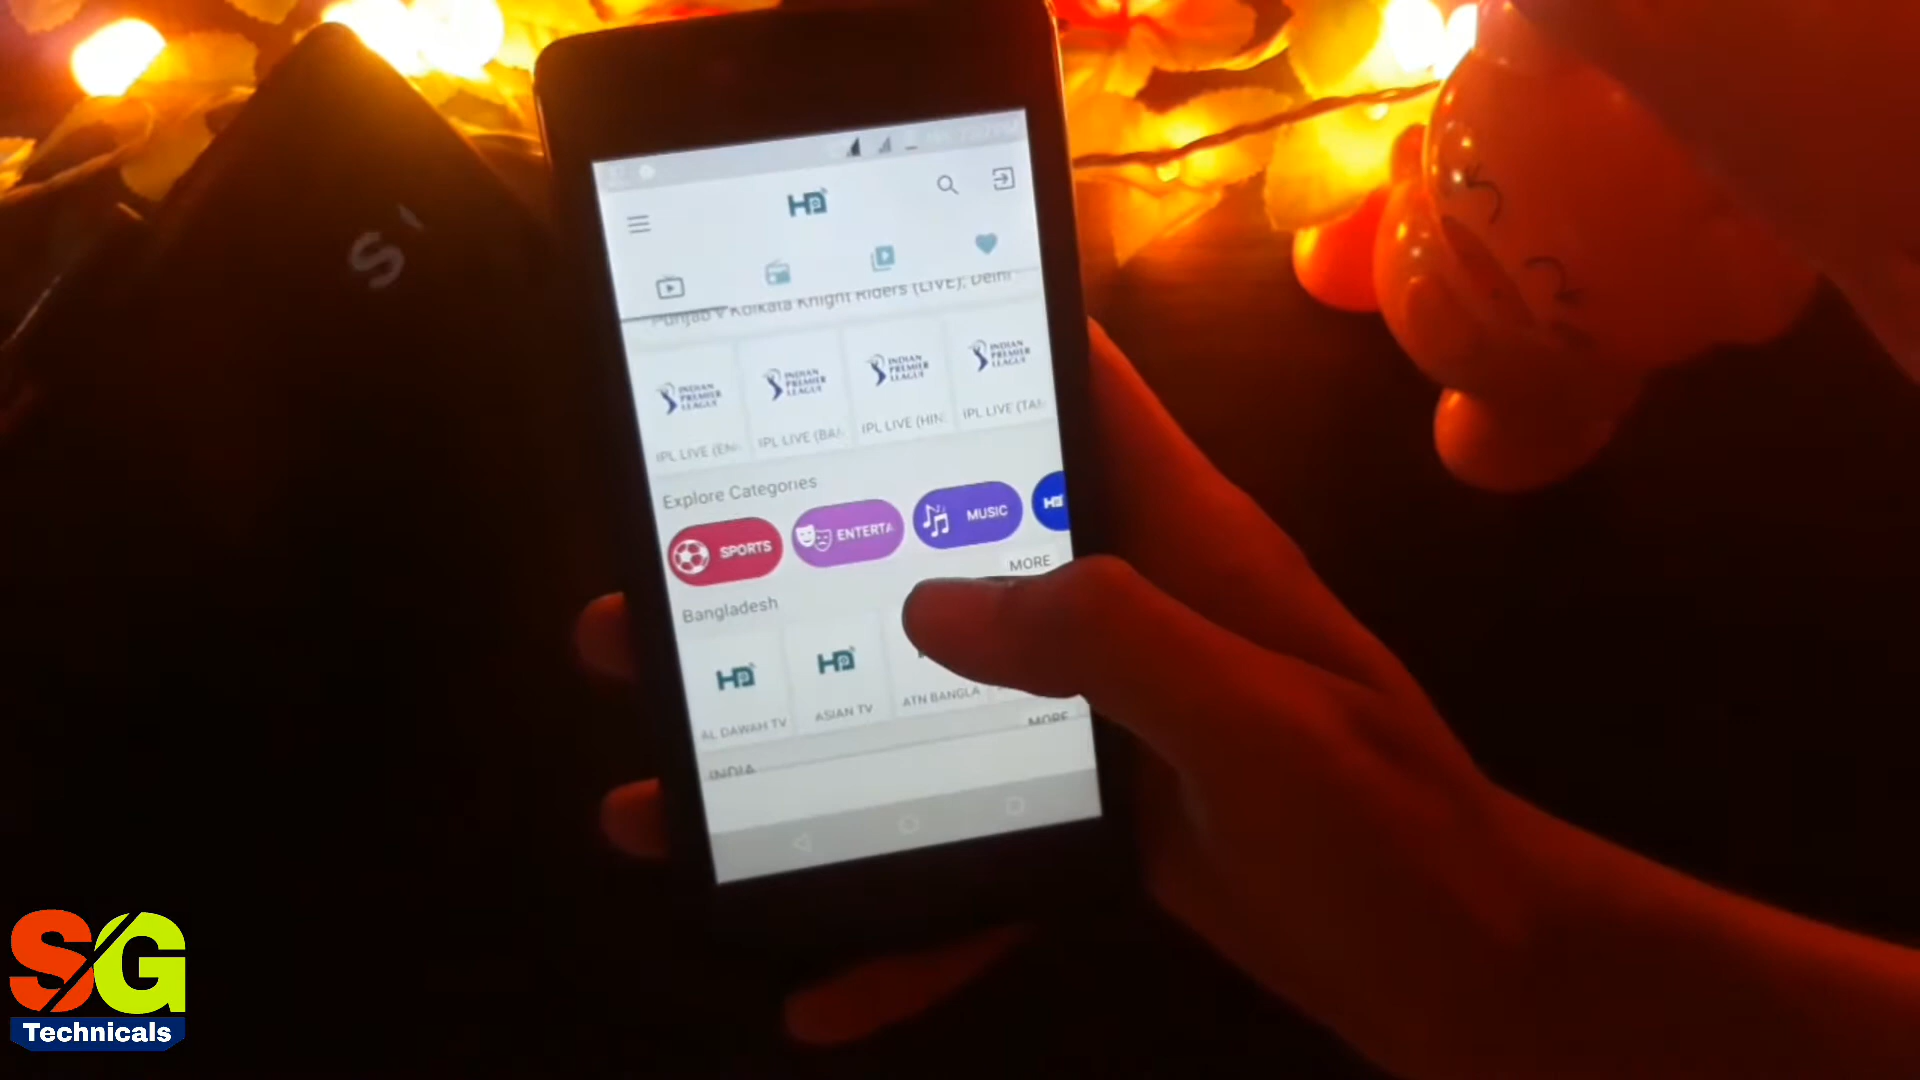 HD
Punjab v Kolkata Knight Riders (LIVE), Delhi
INDIAN PREMIER LEAGUE
INDIAN PREMIER LEAGUE
INDIAN PREMIER LEAGUE
INDIAN PREMIER LEAGUE
IPL LIVE (EN
IPL LIVE (BA
IPL LIVE (HIN
IPL LIVE (TA
Explore Categories
SPORTS
ENTERTA
MUSIC
HD
MORE
Bangladesh
HD
HD
AL DAWAH TV
ASIAN TV
ATN BANGLA
MORE
INDIA
S
SG
Technicals